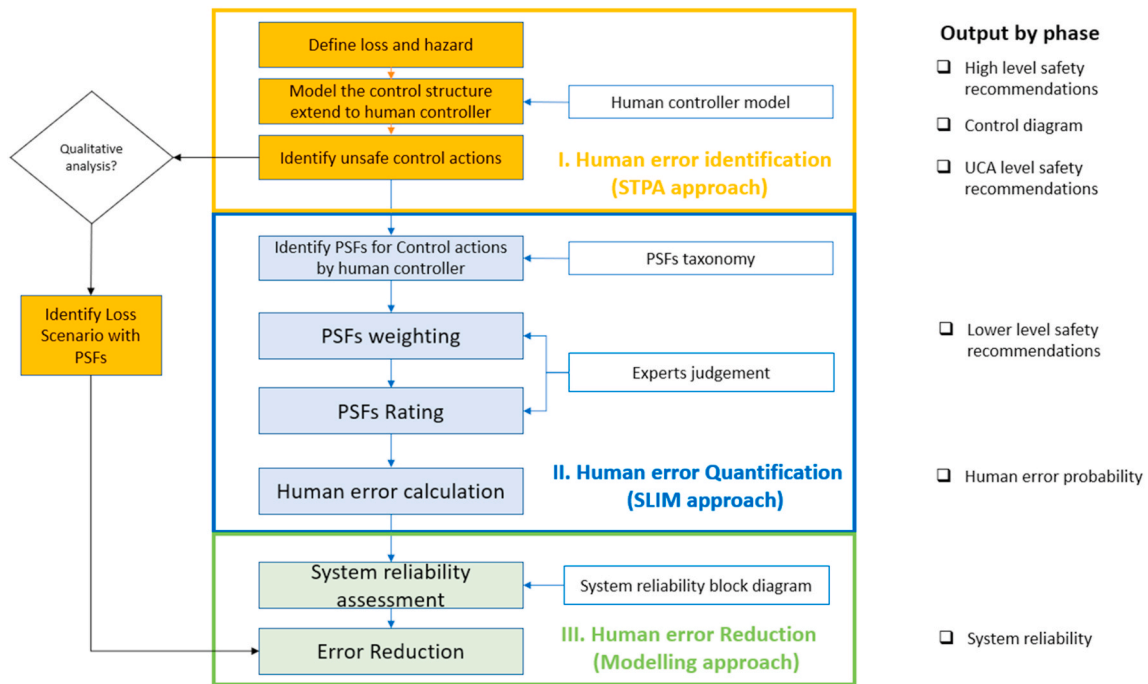 Define loss and hazard
Model the control structure
extend to human controller
Human controller model
Qualitative
analysis?
Identify unsafe control actions
I. Human error identification
(STPA approach)
Identify PSFs for Control actions
by human controller
PSFs taxonomy
Identify Loss
Scenario with
PSFs
PSFs weighting
Experts judgement
PSFs Rating
Human error calculation
II. Human error Quantification
(SLIM approach)
System reliability
assessment
System reliability block diagram
Error Reduction
III. Human error Reduction
(Modelling approach)
Output by phase
High level safety
recommendations
Control diagram
UCA level safety
recommendations
Lower level safety
recommendations
Human error probability
System reliability